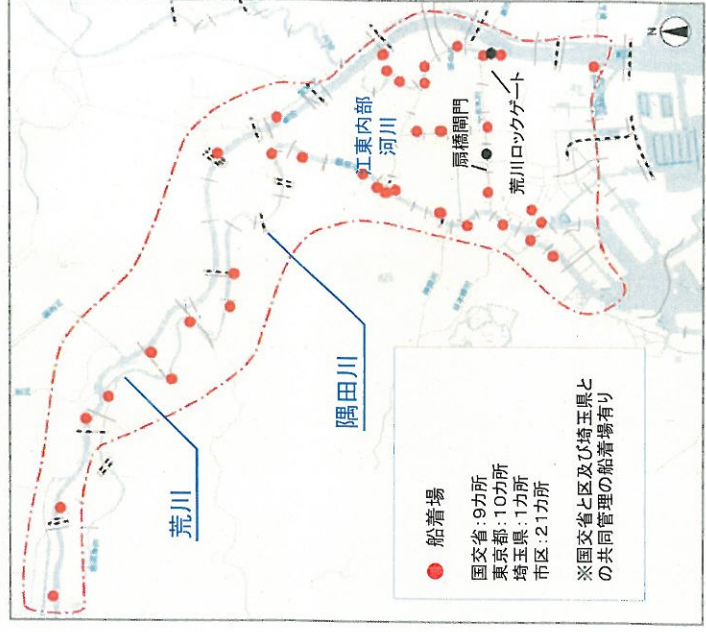 N
江東内部
河川
扇橋閘門
荒川ロックゲート
隅田川
荒川
船着場
国交省:9カ所
東京都:10カ所
埼玉県:1カ所
市区:21カ所
※国交省と区及び埼玉県と
の共同管理の船着場有り